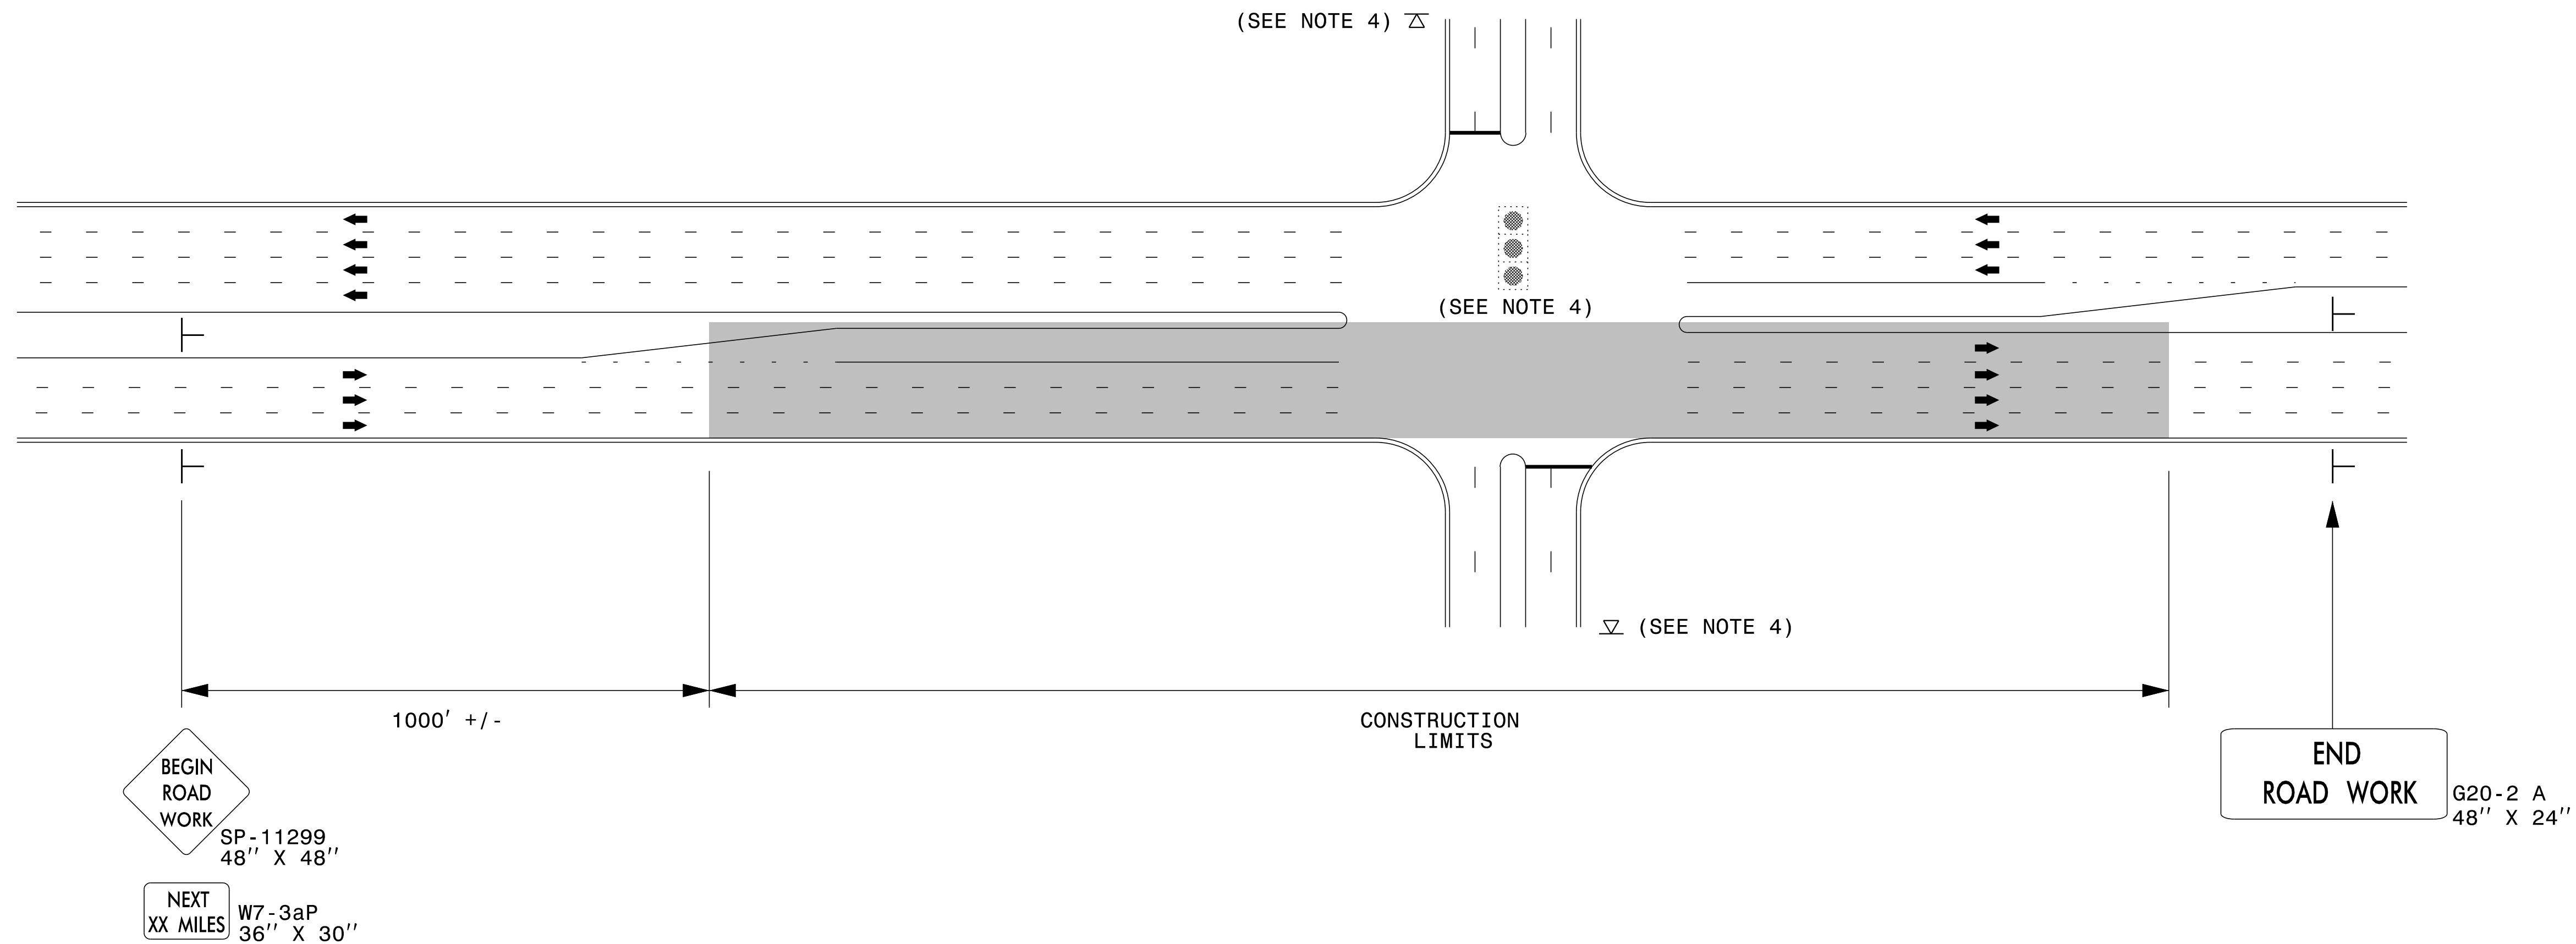 (SEE NOTE 4)
(SEE NOTE 4)
(SEE NOTE 4)
1000' +/-
CONSTRUCTION
LIMITS
BEGIN
ROAD
WORK
SP-11299
48'' X 48''
NEXT
XX MILES
W7-3aP
36'' X 30''
END
ROAD WORK
G20-2 A
48'' X 24''